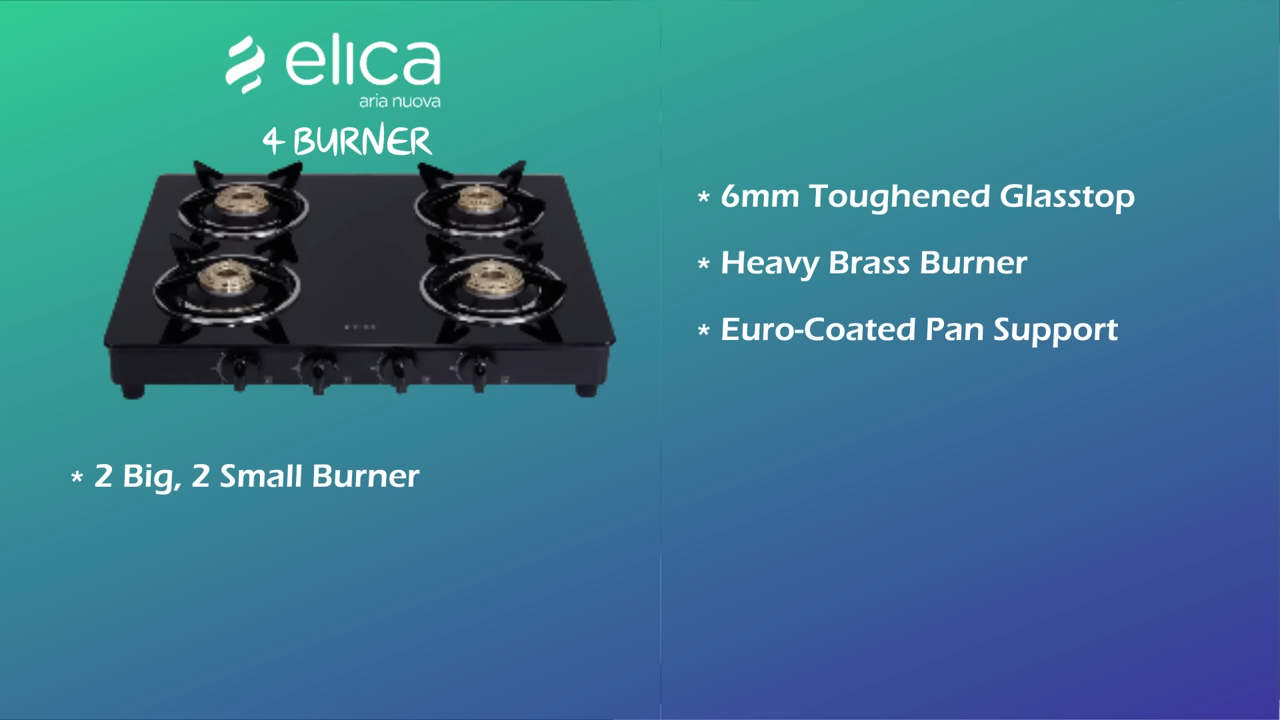 elica
aria nuova
4 BURNER
* 2 Big, 2 Small Burner
* 6mm Toughened Glasstop
* Heavy Brass Burner
* Euro-Coated Pan Support